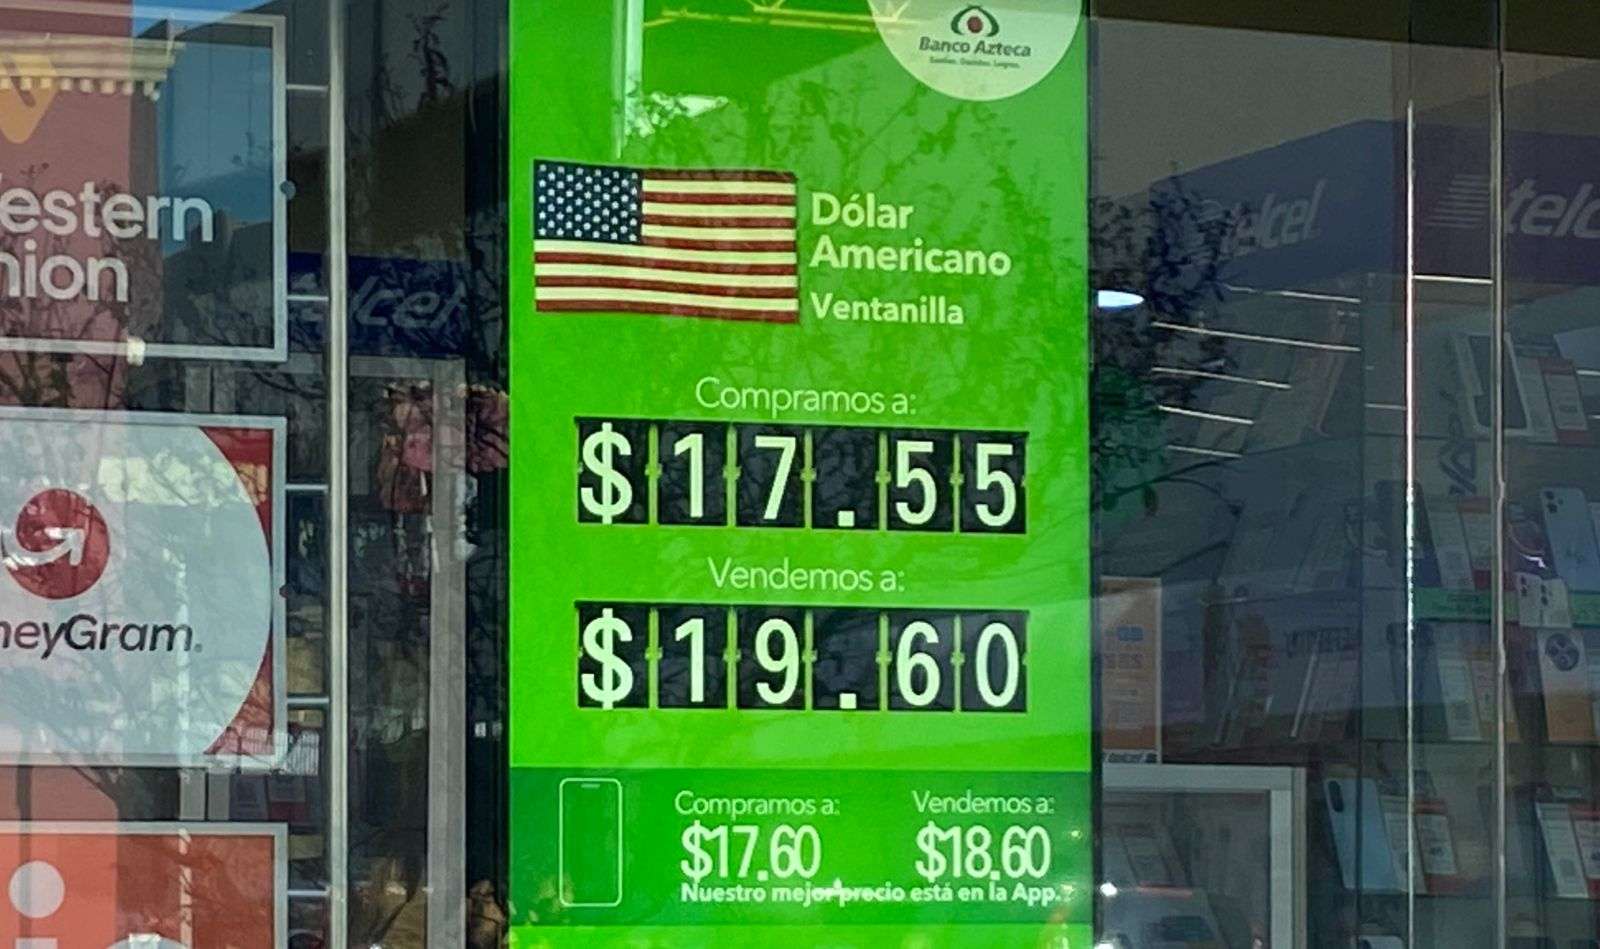 Banco Azteca
Dólar
Americano
Ventanilla
Compramos a:
$17.55
Vendemos a:
$19.60
Compramos a:
$17.60
Vendemos a:
$18.60
Nuestro mejor precio está en la App.
estern
nion
neyGram.
telcel
telc